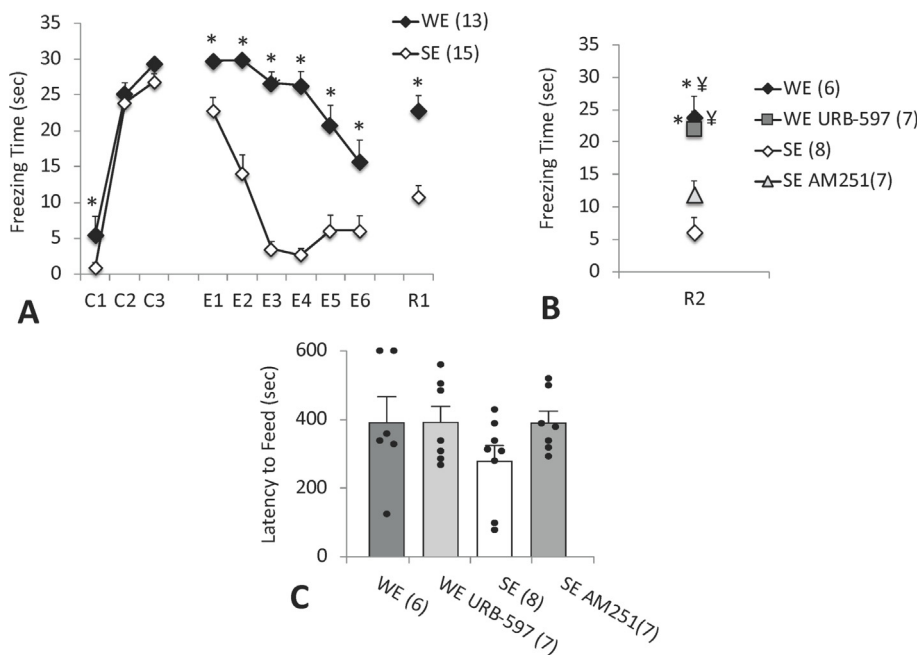 35
30
25
20
15
10
5
0
Freezing Time (sec)
WE (13)
SE (15)
*
*
*
*
*
*
*
*
C1
C2
C3
E1
E2
E3
E4
E5
E6
R1
A
35
30
25
20
15
10
5
0
Freezing Time (sec)
* ¥
* ¥
WE (6)
WE URB-597 (7)
SE (8)
SE AM251(7)
R2
B
600
400
200
0
Latency to Feed (sec)
WE (6)
WE URB-597 (7)
SE (8)
SE AM251(7)
C